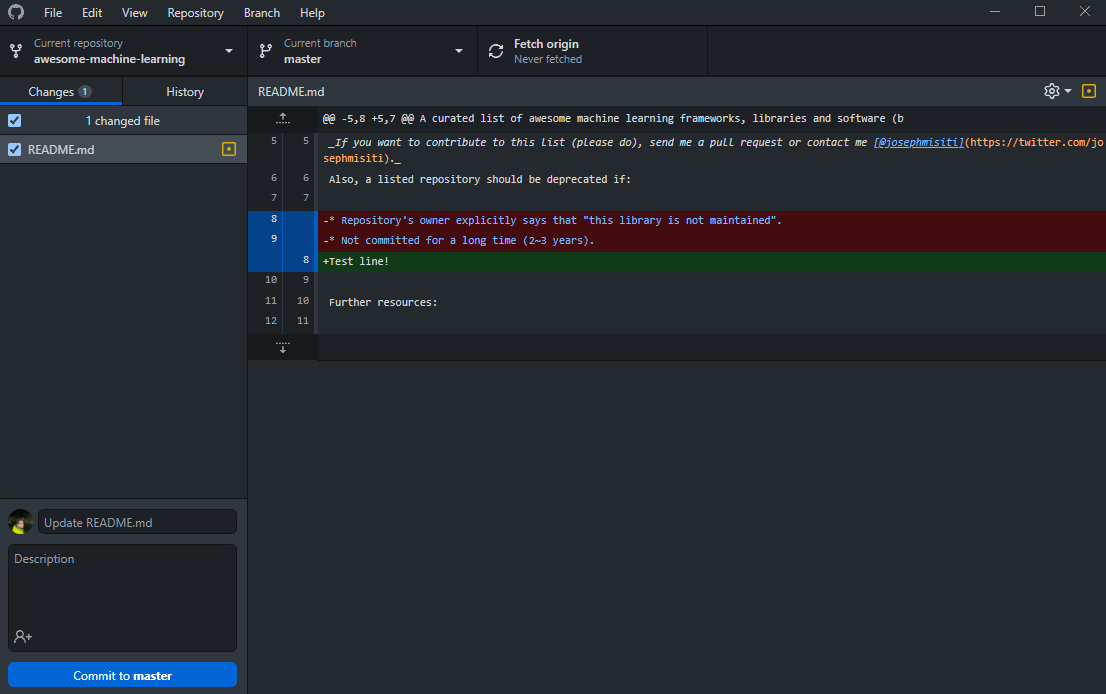 File Edit View Repository Branch Help
Current repository
awesome-machine-learning
Current branch
master
Fetch origin
Never fetched
Changes 1
History
README.md
1 changed file
README.md
@@ -5,8 +5,7 @@ A curated list of awesome machine learning frameworks, libraries and software (b
5 5 _If you want to contribute to this list (please do), send me a pull request or contact me [@josephmisiti](https://twitter.com/jo
sephmisiti)._
6 6 Also, a listed repository should be deprecated if:
7 7
8 -* Repository's owner explicitly says that "this library is not maintained".
9 -* Not committed for a long time (2~3 years).
8 +Test line!
10 9
11 10 Further resources:
12 11
Update README.md
Description
Commit to master